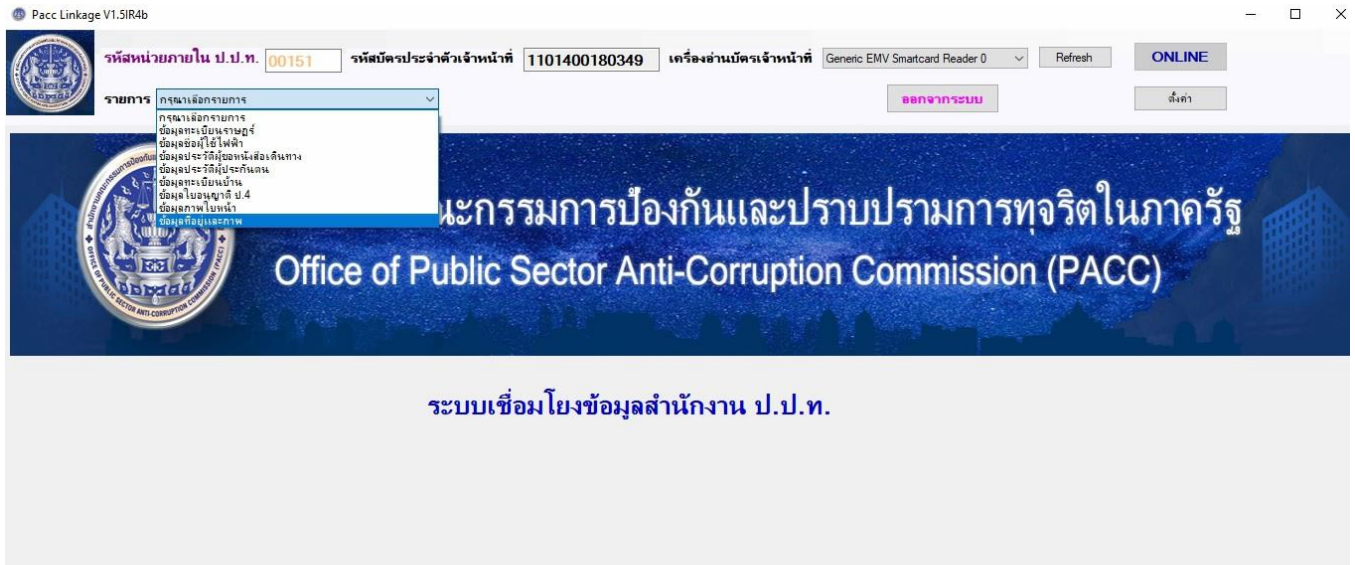 Pacc Linkage V1.5IR4b
รหัสหน่วยภายใน ป.ป.ท. 00151 รหัสบัตรประจำตัวเจ้าหน้าที่ 1101400180349 เครื่องอ่านบัตรเจ้าหน้าที่ Generic EMV Smartcard Reader 0 Refresh ONLINE
รายการ กรุณาเลือกรายการ ออกจากระบบ ตั้งค่า
กรุณาเลือกรายการ
ข้อมูลทะเบียนราษฎร์
ข้อมูลชื่อผู้ใช้ไฟฟ้า
ข้อมูลประวัติผู้ขอหนังสือเดินทาง
ข้อมูลประวัติผู้ประกันตน
ข้อมูลทะเบียนบ้าน
ข้อมูลใบอนุญาติ ป.4
ข้อมูลภาพใบหน้า
ข้อมูลที่อยู่และภาพ
ณะกรรมการป้องกันและปราบปรามการทุจริตในภาครัฐ
Office of Public Sector Anti-Corruption Commission (PACC)
OFFICE OF PUBLIC SECTOR ANTI-CORRUPTION COMMISSION (PACC)
ระบบเชื่อมโยงข้อมูลสำนักงาน ป.ป.ท.